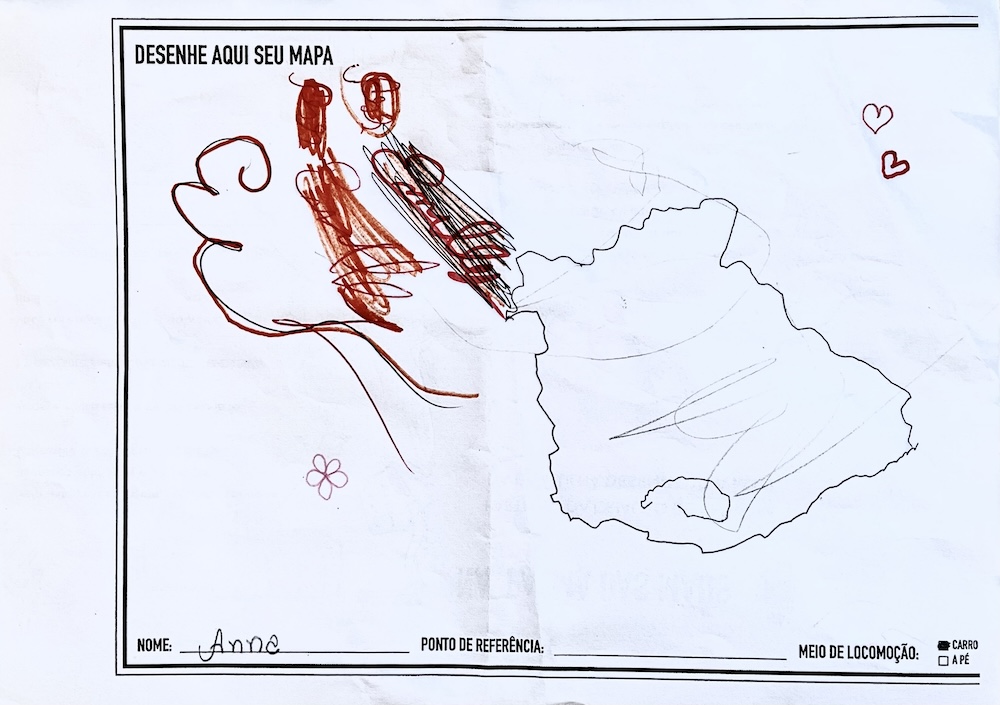 DESENHE AQUI SEU MAPA
NOME: Anne PONTO DE REFERÊNCIA: MEIO DE LOCOMOÇÃO: CARRO
A PÉ